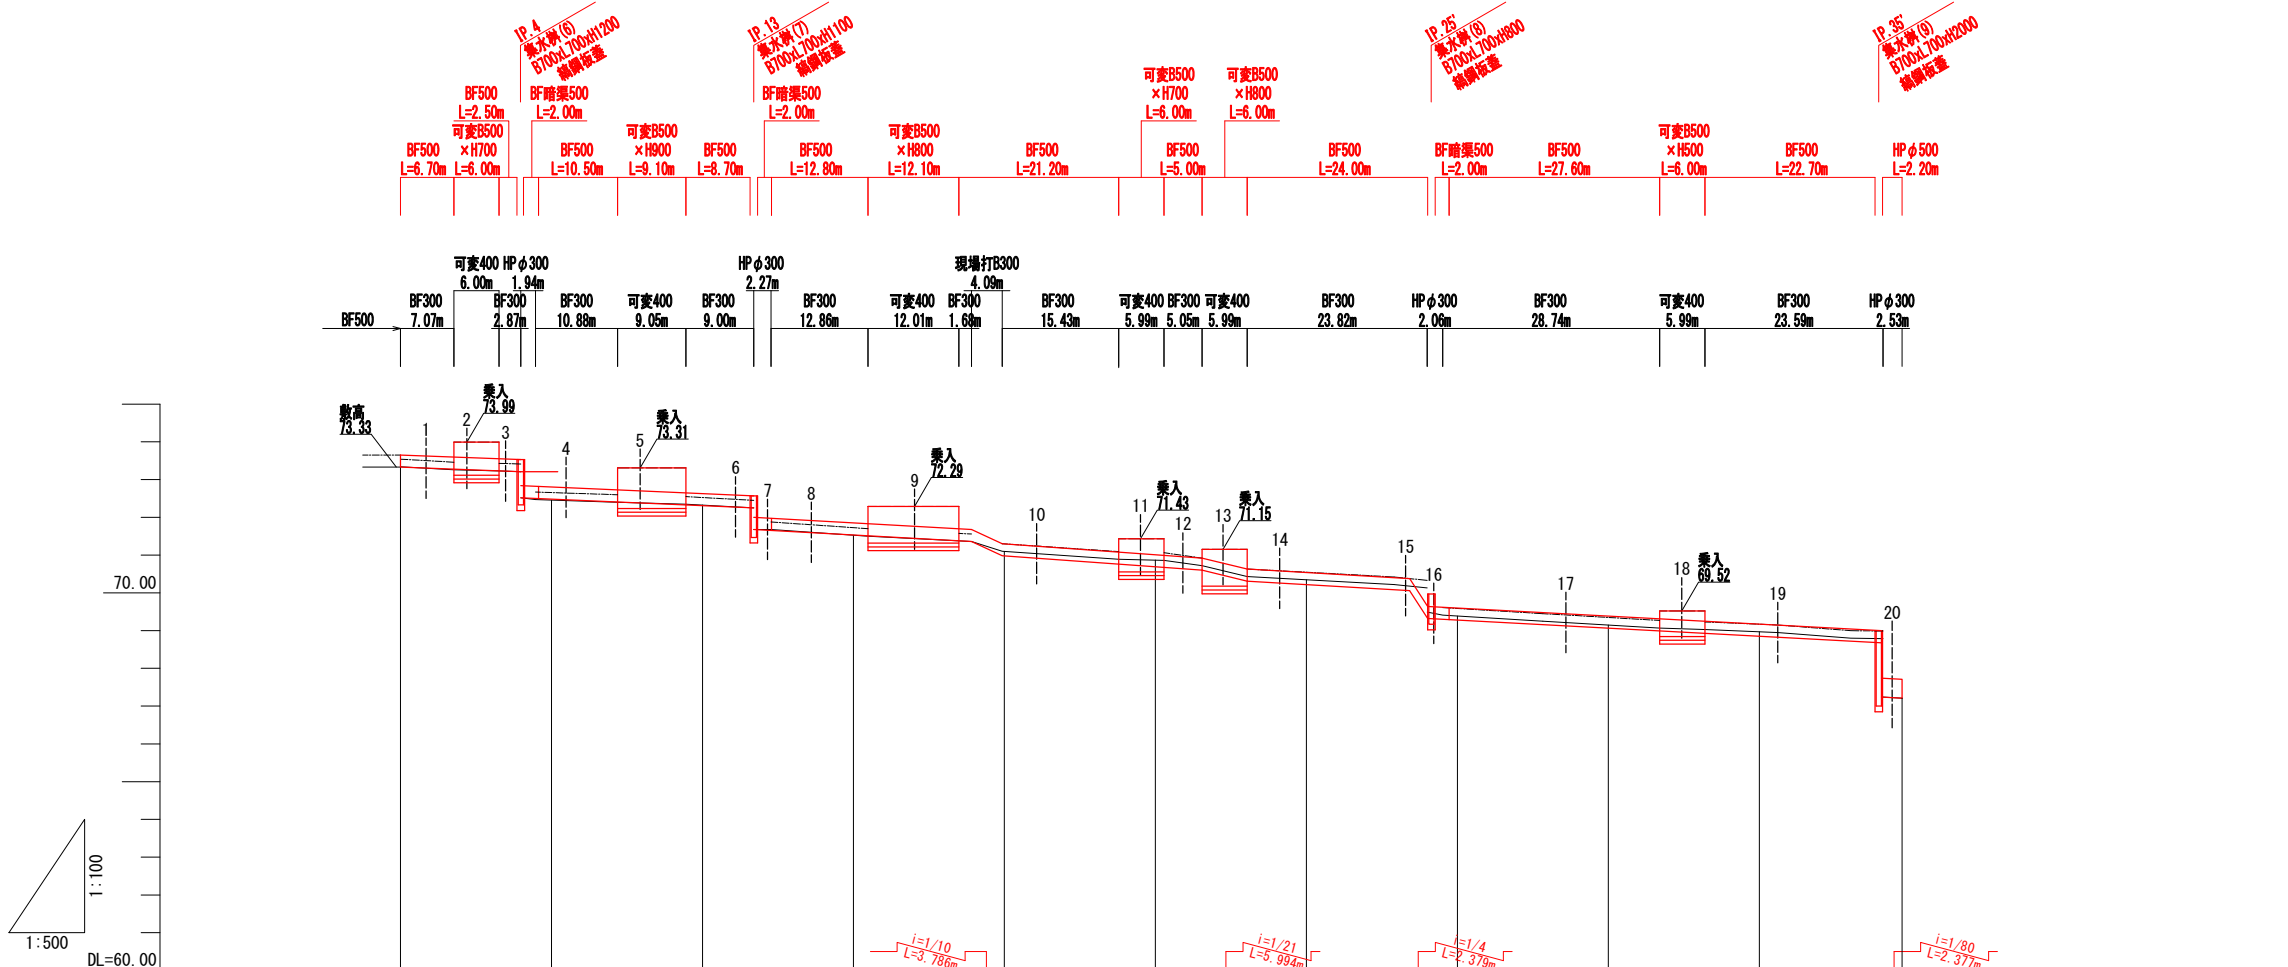 IP.4
集水桝(6)
B700xL700xH1200
縞鋼板蓋
IP.13
集水桝(7)
B700xL700xH1100
縞鋼板蓋
IP.25'
集水桝(8)
B700xL700xH800
縞鋼板蓋
IP.35'
集水桝(9)
B700xL700xH2000
縞鋼板蓋
BF500
L=2.50m
BF暗渠500
L=2.00m
BF暗渠500
L=2.00m
可変B500
×H700
L=6.00m
可変B500
×H800
L=6.00m
BF500
L=6.70m
可変B500
×H700
L=6.00m
BF500
L=10.50m
可変B500
×H900
L=9.10m
BF500
L=8.70m
BF500
L=12.80m
可変B500
×H800
L=12.10m
BF500
L=21.20m
BF500
L=5.00m
BF500
L=24.00m
BF暗渠500
L=2.00m
BF500
L=27.60m
可変B500
×H500
L=6.00m
BF500
L=22.70m
HPφ500
L=2.20m
可変400
6.00m
HPφ300
1.94m
HPφ300
2.27m
現場打B300
4.09m
BF500
BF300
7.07m
BF300
2.87m
BF300
10.88m
可変400
9.05m
BF300
9.00m
BF300
12.86m
可変400
12.01m
BF300
1.68m
BF300
15.43m
可変400
5.99m
BF300
5.05m
可変400
5.99m
BF300
23.82m
HPφ300
2.06m
BF300
28.74m
可変400
5.99m
BF300
23.59m
HPφ300
2.53m
敷高
73.33
1
2
乗入
73.99
3
4
5
乗入
73.31
6
7
8
9
乗入
72.29
10
11
乗入
71.43
12
13
乗入
71.15
14
15
16
17
18
乗入
69.52
19
20
70.00
DL=60.00
1:100
1:500
i=1/10
L=3.786m
i=1/21
L=5.994m
i=1/4
L=2.379m
i=1/80
L=2.377m